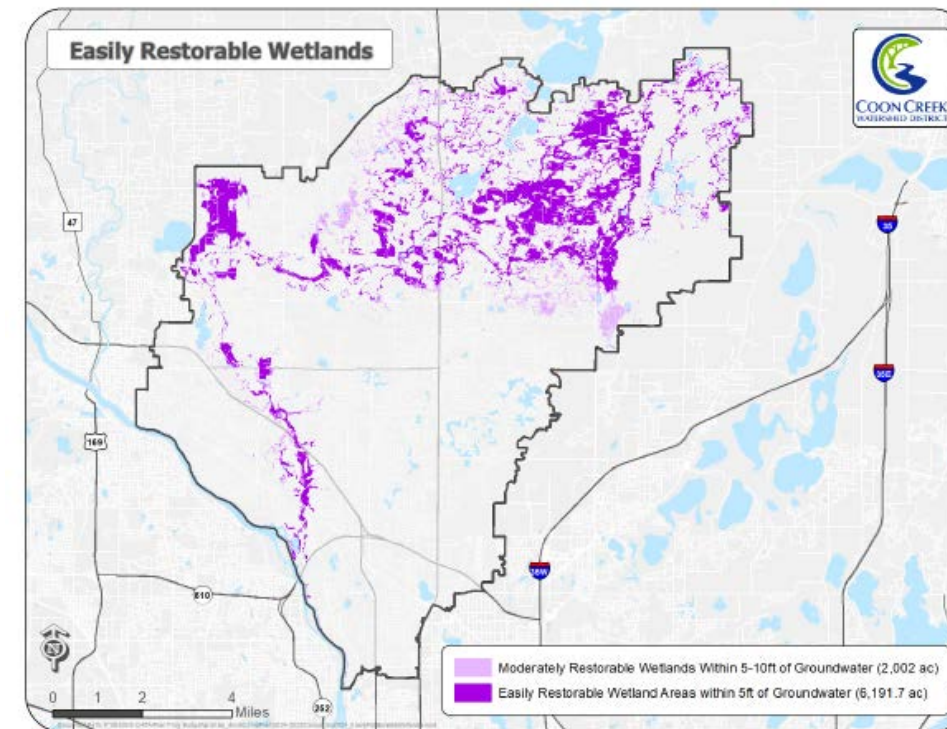 Easily Restorable Wetlands
COON CREEK
WATERSHED DISTRICT
47
35
35E
169
35W
610
N
Moderately Restorable Wetlands Within 5-10ft of Groundwater (2,002 ac)
Easily Restorable Wetland Areas within 5ft of Groundwater (6,191.7 ac)
0 1 2 4
Miles
252